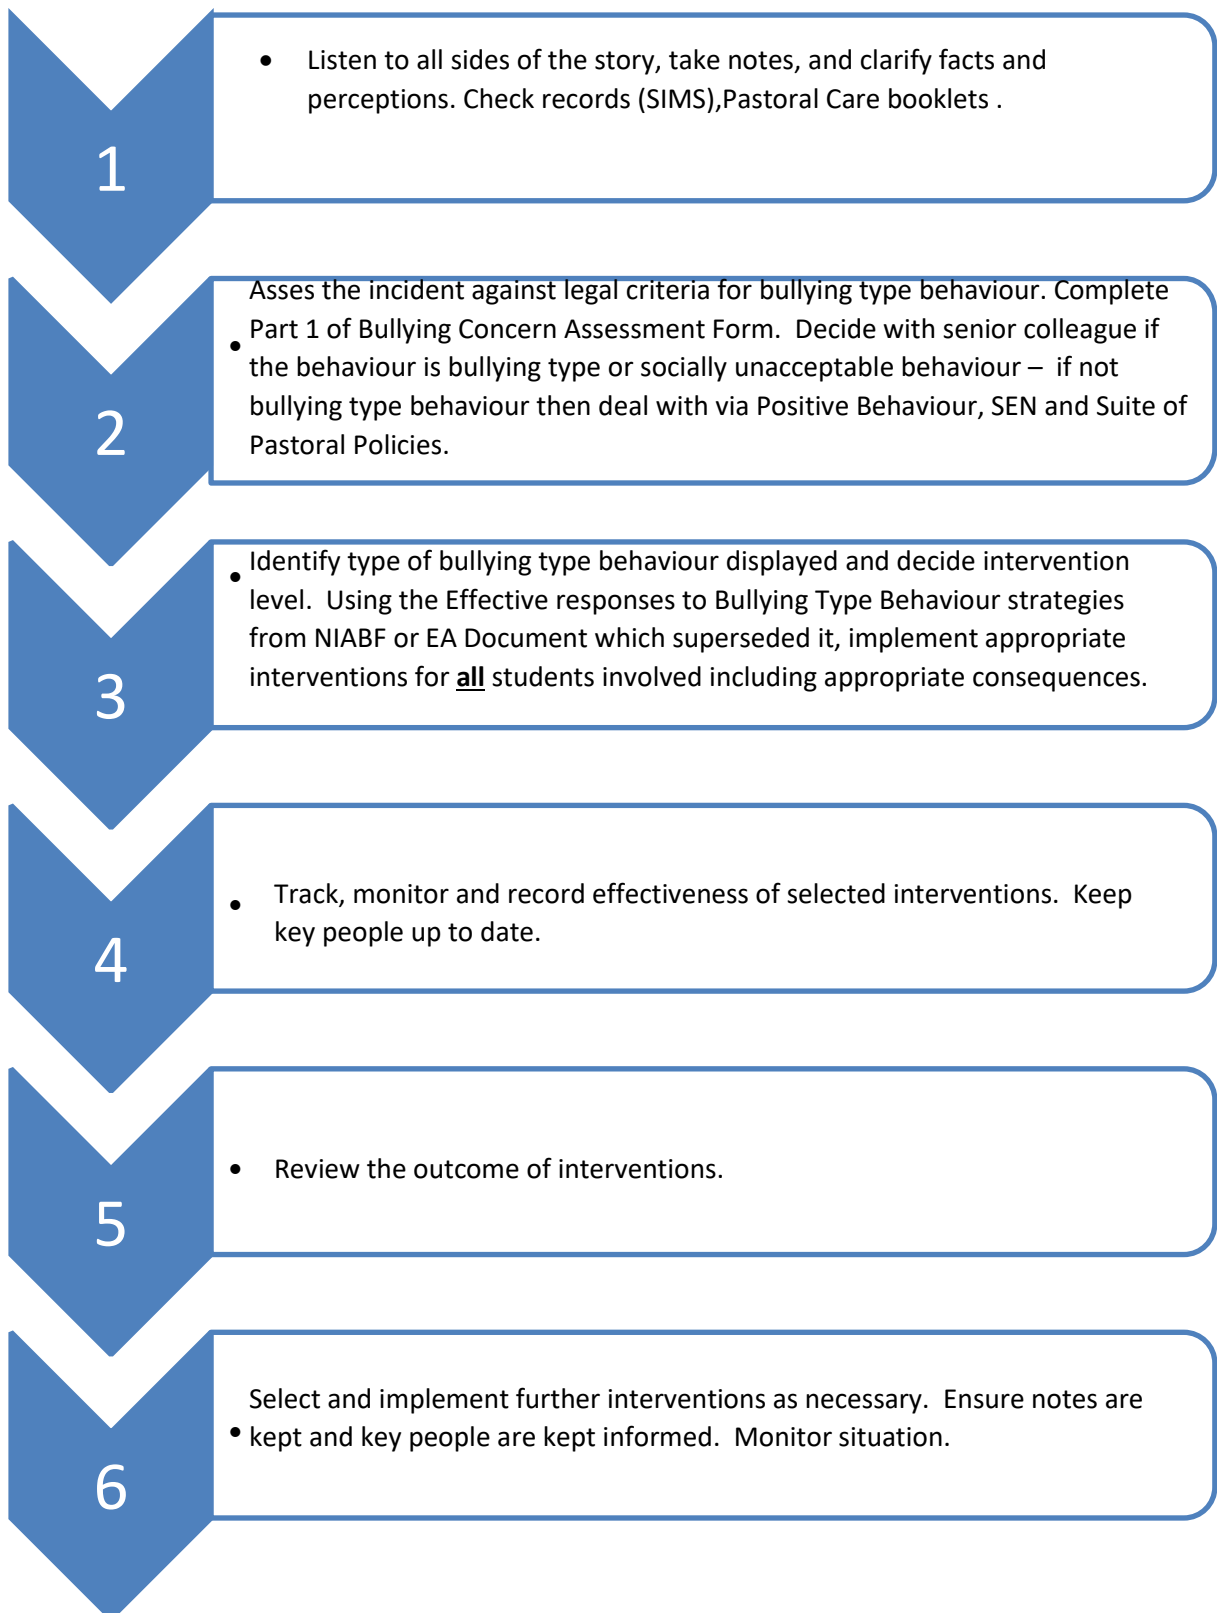 1
• Listen to all sides of the story, take notes, and clarify facts and
perceptions. Check records (SIMS),Pastoral Care booklets .
2
Asses the incident against legal criteria for bullying type behaviour. Complete
Part 1 of Bullying Concern Assessment Form.  Decide with senior colleague if
• the behaviour is bullying type or socially unacceptable behaviour –  if not
bullying type behaviour then deal with via Positive Behaviour, SEN and Suite of
Pastoral Policies.
3
• Identify type of bullying type behaviour displayed and decide intervention
level.  Using the Effective responses to Bullying Type Behaviour strategies
from NIABF or EA Document which superseded it, implement appropriate
interventions for all students involved including appropriate consequences.
4
• Track, monitor and record effectiveness of selected interventions.  Keep
key people up to date.
5
• Review the outcome of interventions.
6
Select and implement further interventions as necessary.  Ensure notes are
• kept and key people are kept informed.  Monitor situation.